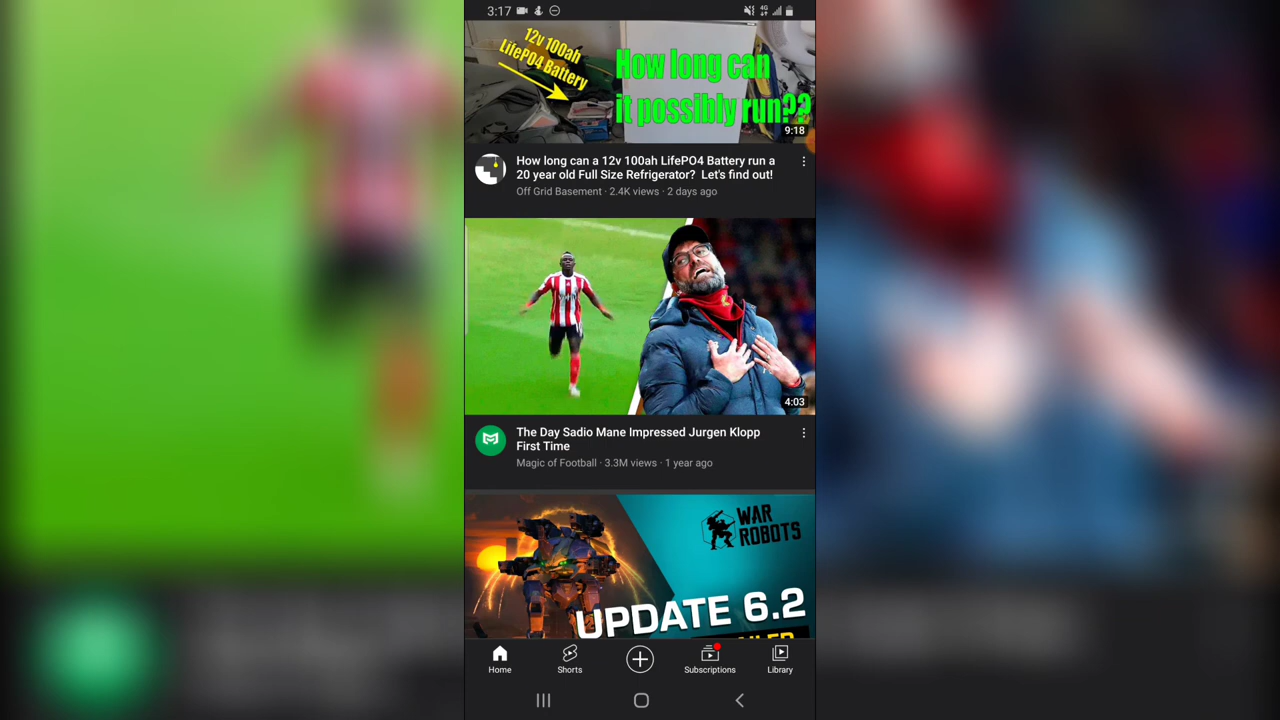 3:17
4G
12v 100ah
LifePO4 Battery
How long can
it possibly run??
9:18
How long can a 12v 100ah LifePO4 Battery run a
20 year old Full Size Refrigerator? Let's find out!
Off Grid Basement · 2.4K views · 2 days ago
4:03
The Day Sadio Mane Impressed Jurgen Klopp
First Time
Magic of Football · 3.3M views · 1 year ago
WAR
ROBOTS
UPDATE 6.2
Home
Shorts
Subscriptions
Library